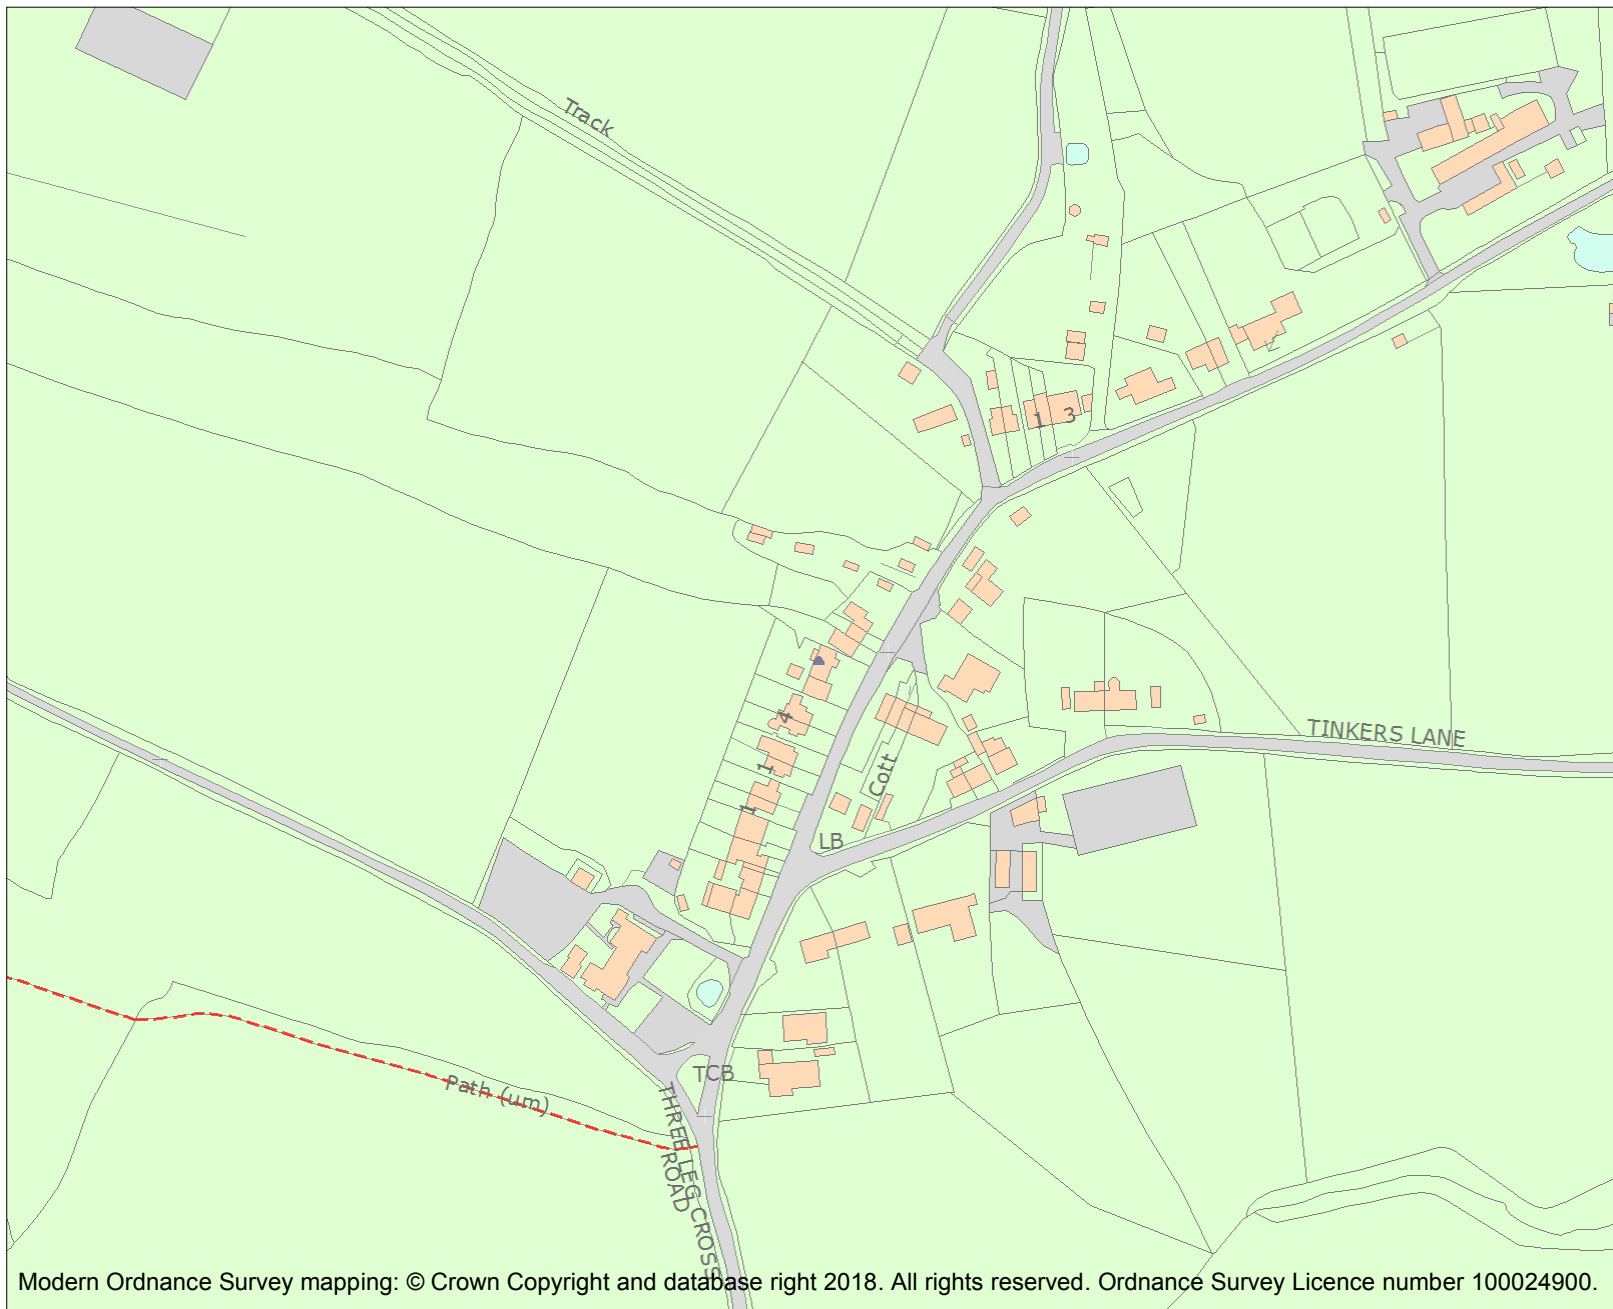 Track
1 3
TINKERS LANE
4
1
1
Cott
LB
TCB
Path (um)
THREE LEG CROSS
ROAD
Modern Ordnance Survey mapping: © Crown Copyright and database right 2018. All rights reserved. Ordnance Survey Licence number 100024900.